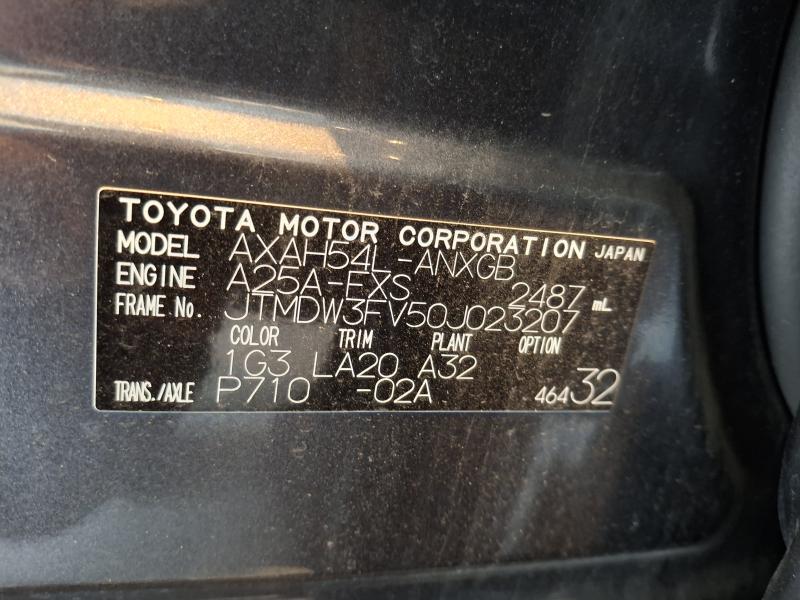 TOYOTA MOTOR CORPORATION JAPAN
MODEL AXAH54L-ANXGB
ENGINE A25A-FXS 2487 mL
FRAME No. JTMDW3FV50J023207
COLOR TRIM PLANT OPTION
1G3 LA20 A32
TRANS./AXLE P710 -02A 46432